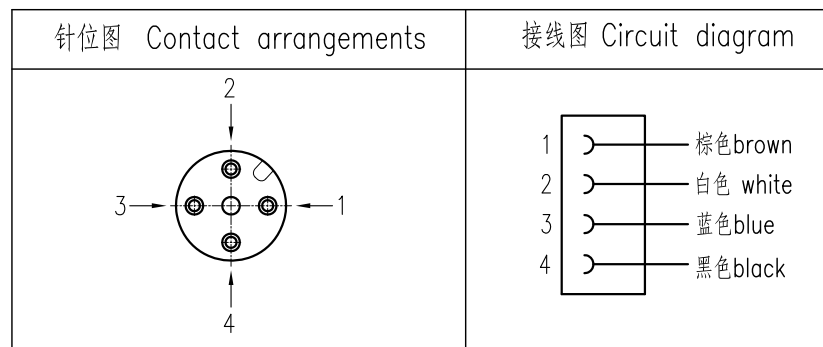 针位图 Contact arrangements
接线图 Circuit diagram
2
3
1
4
1 棕色brown
2 白色 white
3 蓝色blue
4 黑色black